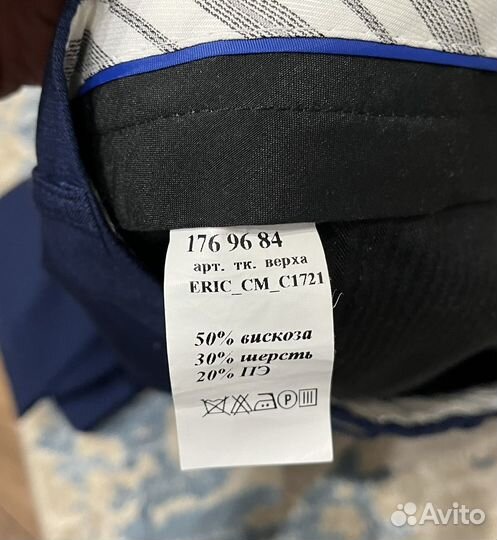 176 96 84
арт. тк. верха
ERIC_CM_C1721
50% вискоза
30% шерсть
20% ПЭ
P
Avito